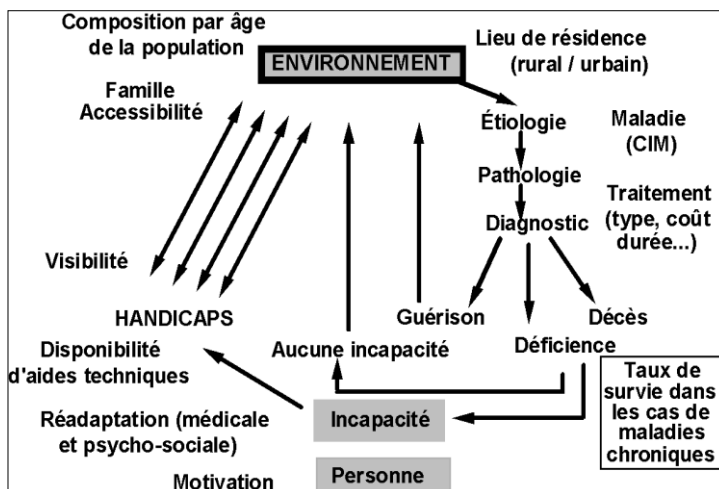 Composition par âge
de la population
ENVIRONNEMENT
Lieu de résidence
(rural / urbain)
Famille
Accessibilité
Étiologie
Maladie
(CIM)
Pathologie
Traitement
(type, coût
durée...)
Diagnostic
Visibilité
HANDICAPS
Guérison
Décès
Déficience
Aucune incapacité
Disponibilité
d'aides techniques
Taux de
survie dans
les cas de
maladies
chroniques
Incapacité
Réadaptation (médicale
et psycho-sociale)
Motivation
Personne